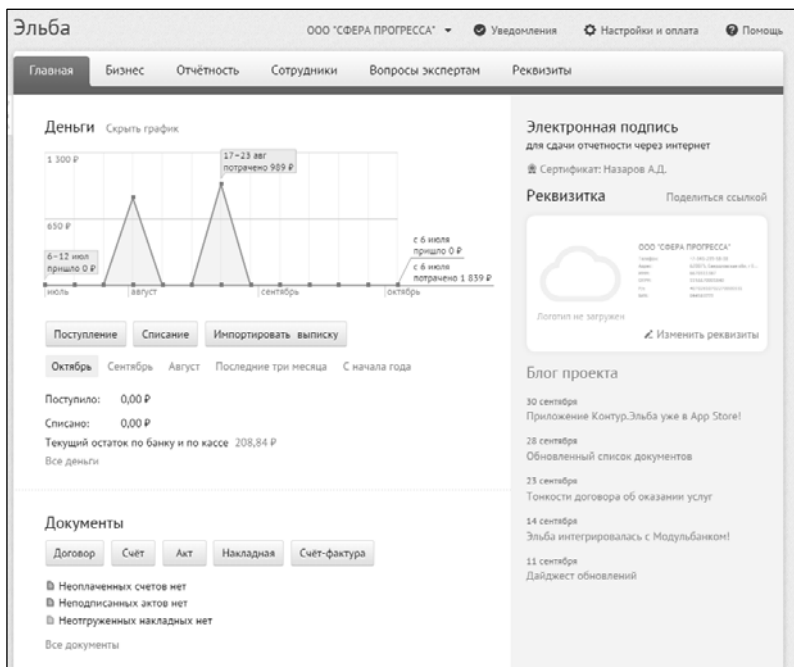 Эльба
ООО "СФЕРА ПРОГРЕССА"
Уведомления
Настройки и оплата
Помощь
Главная
Бизнес
Отчётность
Сотрудники
Вопросы экспертам
Реквизиты
Деньги
Скрыть график
1 300 ₽
17–23 авг
потрачено 989 ₽
650 ₽
6–12 июл
пришло 0 ₽
с 6 июля
пришло 0 ₽
с 6 июля
потрачено 1 839 ₽
июль
август
сентябрь
октябрь
Поступление
Списание
Импортировать выписку
Октябрь
Сентябрь
Август
Последние три месяца
С начала года
Поступило: 0,00 ₽
Списано: 0,00 ₽
Текущий остаток по банку и по кассе 208,84 ₽
Все деньги
Документы
Договор
Счёт
Акт
Накладная
Счёт-фактура
Неоплаченных счетов нет
Неподписанных актов нет
Неотгруженных накладных нет
Все документы
Электронная подпись
для сдачи отчетности через интернет
Сертификат: Назаров А.Д.
Реквизитка
Поделиться ссылкой
ООО "СФЕРА ПРОГРЕССА"
Телефон
Адрес
Логотип не загружен
Изменить реквизиты
Блог проекта
30 сентября
Приложение Контур.Эльба уже в App Store!
28 сентября
Обновленный список документов
23 сентября
Тонкости договора об оказании услуг
14 сентября
Эльба интегрировалась с Модульбанком!
11 сентября
Дайджест обновлений